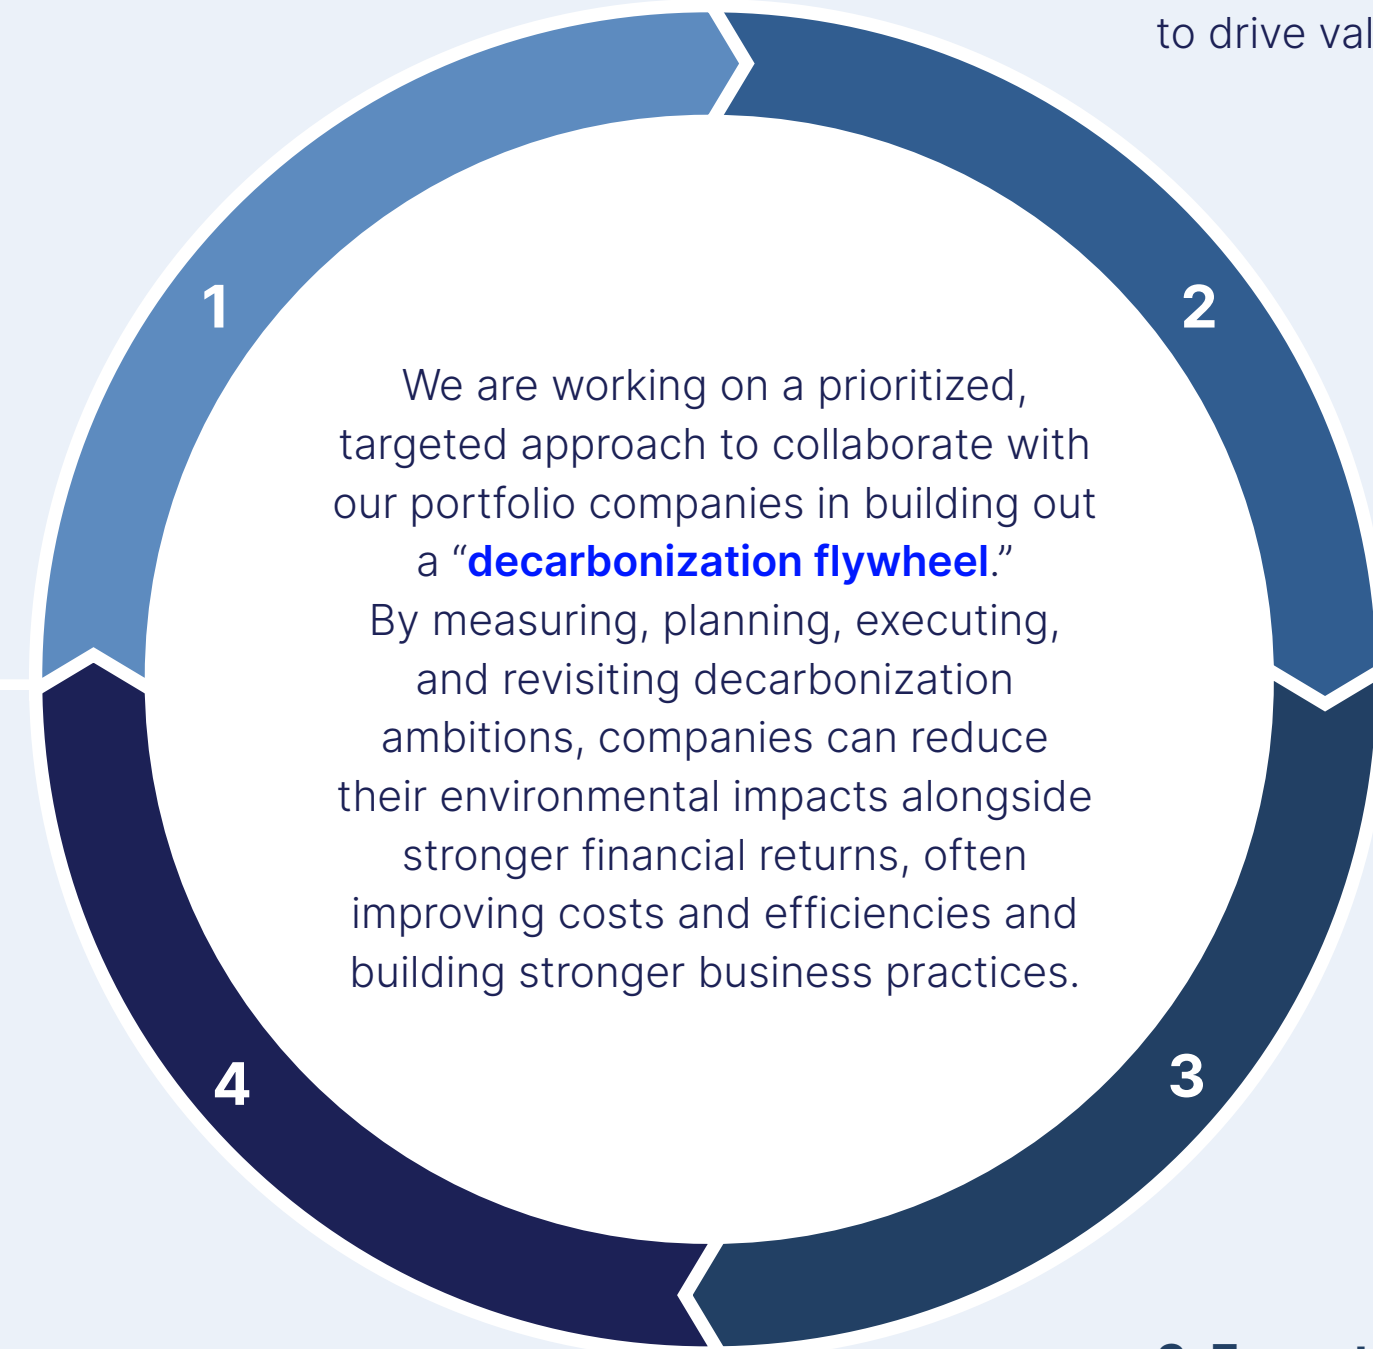 to drive val
1
2
We are working on a prioritized,
targeted approach to collaborate with
our portfolio companies in building out
a “decarbonization flywheel.”
By measuring, planning, executing,
and revisiting decarbonization
ambitions, companies can reduce
their environmental impacts alongside
stronger financial returns, often
improving costs and efficiencies and
building stronger business practices.
4
3